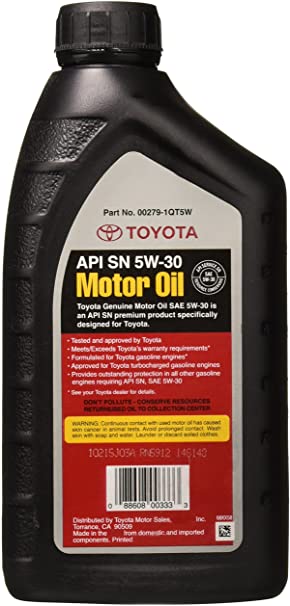 Part No. 00279-1QT5W
TOYOTA
API SN 5W-30
Motor Oil
API SERVICE SN
SAE
5W-30
Toyota Genuine Motor Oil SAE 5W-30 is
an API SN premium product specifically
designed for Toyota.
• Tested and approved by Toyota
• Meets/Exceeds Toyota's warranty requirements*
• Formulated for Toyota gasoline engines*
• Approved for Toyota turbocharged gasoline engines
• Provides outstanding protection in all other gasoline
engines requiring API SN, SAE 5W-30
• See your Toyota dealer for details.
DON'T POLLUTE - CONSERVE RESOURCES
RETURN USED OIL TO COLLECTION CENTER
WARNING: Continuous contact with used motor oil has caused
skin cancer in animal tests. Avoid prolonged contact. Wash
skin with soap and water. Launder or discard soiled clothes.
0 88608 00333 3
Distributed by Toyota Motor Sales, Inc.
Torrance, CA 90509
Made in the from domestic and imported
components. Printed